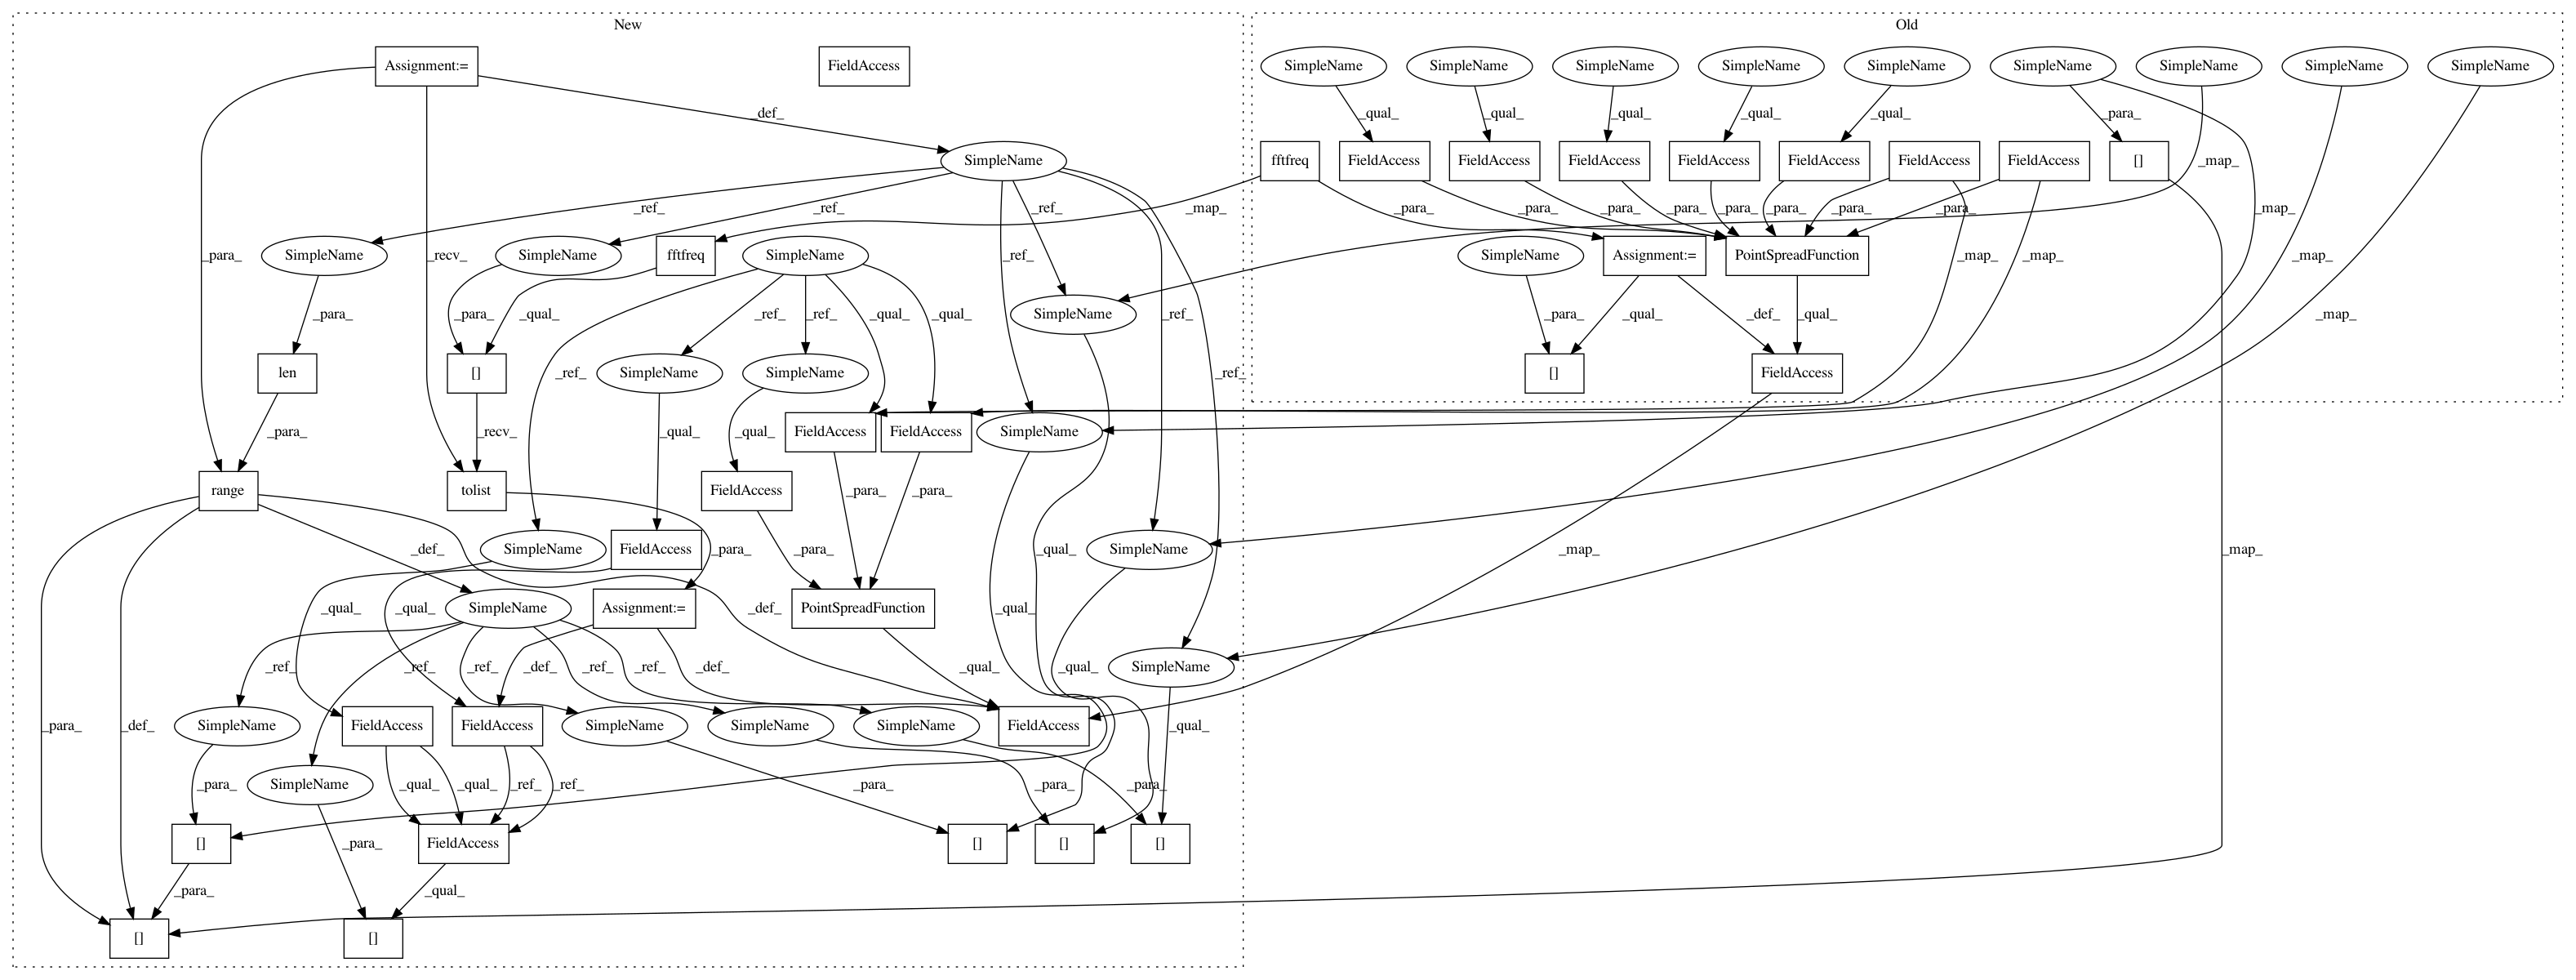 New
Old
Assignment:=
FieldAccess
SimpleName
SimpleName
SimpleName
SimpleName
SimpleName
SimpleName
SimpleName
SimpleName
SimpleName
_def_
_qual_
_qual_
_qual_
_qual_
_qual_
_para_
SimpleName
fftfreq
FieldAccess
FieldAccess
FieldAccess
FieldAccess
FieldAccess
FieldAccess
FieldAccess
[]
_map_
_ref_
_ref_
_ref_
_map_
_para_
_para_
_para_
_para_
_para_
_para_
_para_
_para_
_map_
_para_
_recv_
SimpleName
SimpleName
fftfreq
SimpleName
_ref_
SimpleName
Assignment:=
PointSpreadFunction
_map_
_map_
_map_
_para_
_para_
_qual_
_ref_
_ref_
_qual_
_qual_
SimpleName
_ref_
_para_
_qual_
_def_
_qual_
_map_
len
[]
_ref_
SimpleName
SimpleName
_ref_
[]
FieldAccess
_para_
_recv_
_qual_
_qual_
FieldAccess
FieldAccess
SimpleName
range
tolist
FieldAccess
_para_
_para_
_def_
_para_
SimpleName
FieldAccess
_para_
_qual_
SimpleName
_map_
_map_
_qual_
_qual_
SimpleName
Assignment:=
_def_
PointSpreadFunction
_qual_
_ref_
_ref_
_ref_
_def_
_ref_
_ref_
_def_
_qual_
_qual_
SimpleName
_para_
_def_
SimpleName
FieldAccess
FieldAccess
SimpleName
SimpleName
SimpleName
FieldAccess
_qual_
_para_
SimpleName
_qual_
_qual_
_ref_
_ref_
_para_
_para_
_para_
[]
_para_
FieldAccess
[]
[]
[]
_para_
_qual_
[]
[]